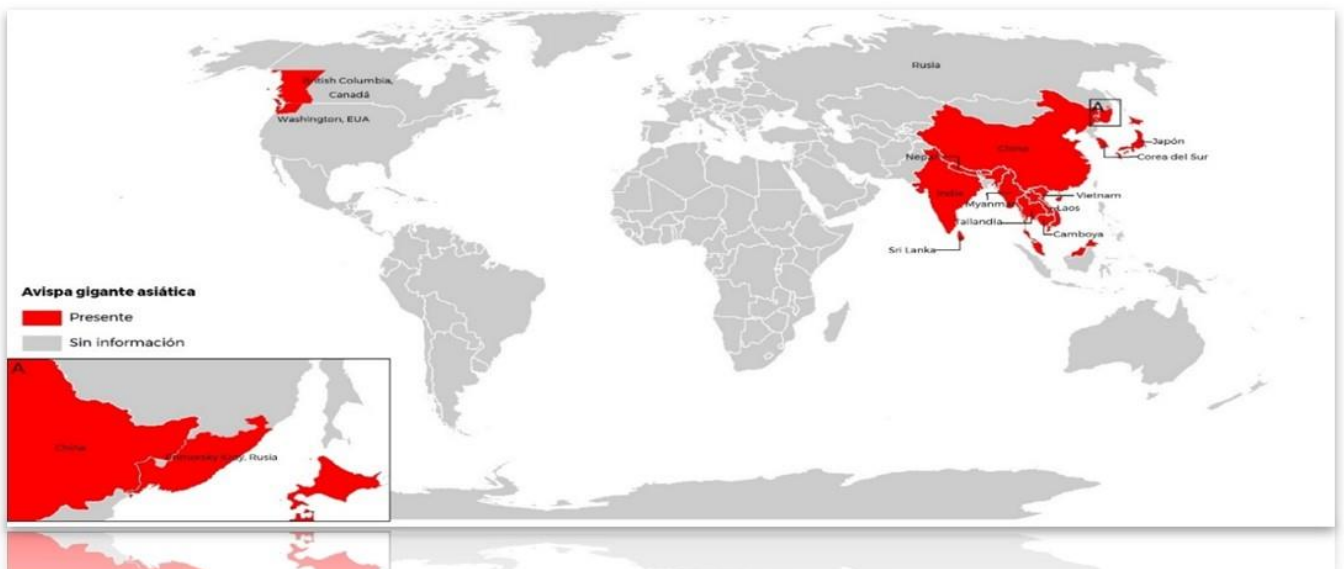 Rusia
British Columbia,
Canadá
Washington, EUA
A
Japón
Corea del Sur
China
Nepal
India
Vietnam
Myanmar
Laos
Tailandia
Camboya
Sri Lanka
Avispa gigante asiática
Presente
Sin información
A
China
Primorsky Kray, Rusia